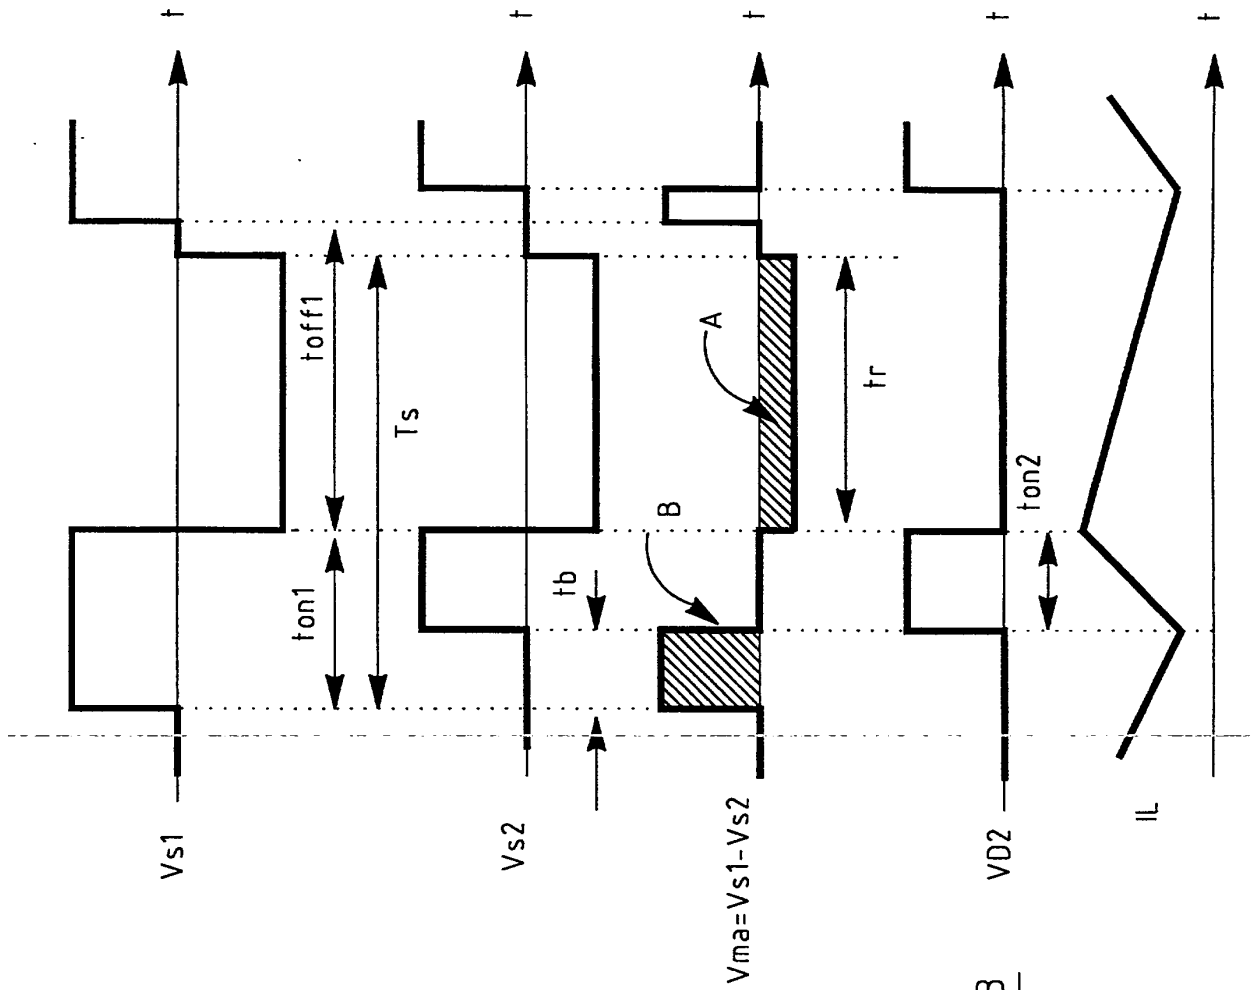 Vs1 t
ton1 toff1
Ts
Vs2 t
tb
B A
Vma=Vs1-Vs2 t
tr
VD2 t
ton2
IL t